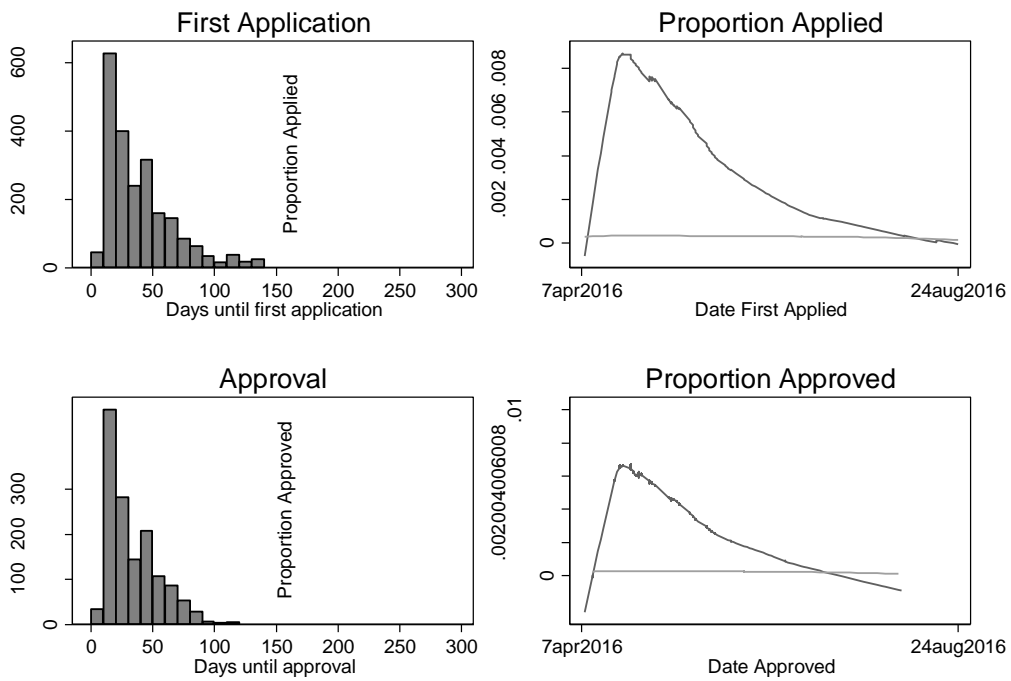 First Application
600
400
200
0
0 50 100 150 200 250 300
Days until first application
Proportion Applied
Proportion Applied
0 .002 .004 .006 .008
7apr2016 24aug2016
Date First Applied
Approval
300
200
100
0
0 50 100 150 200 250 300
Days until approval
Proportion Approved
Proportion Approved
0 .002004006008 .01
7apr2016 24aug2016
Date Approved